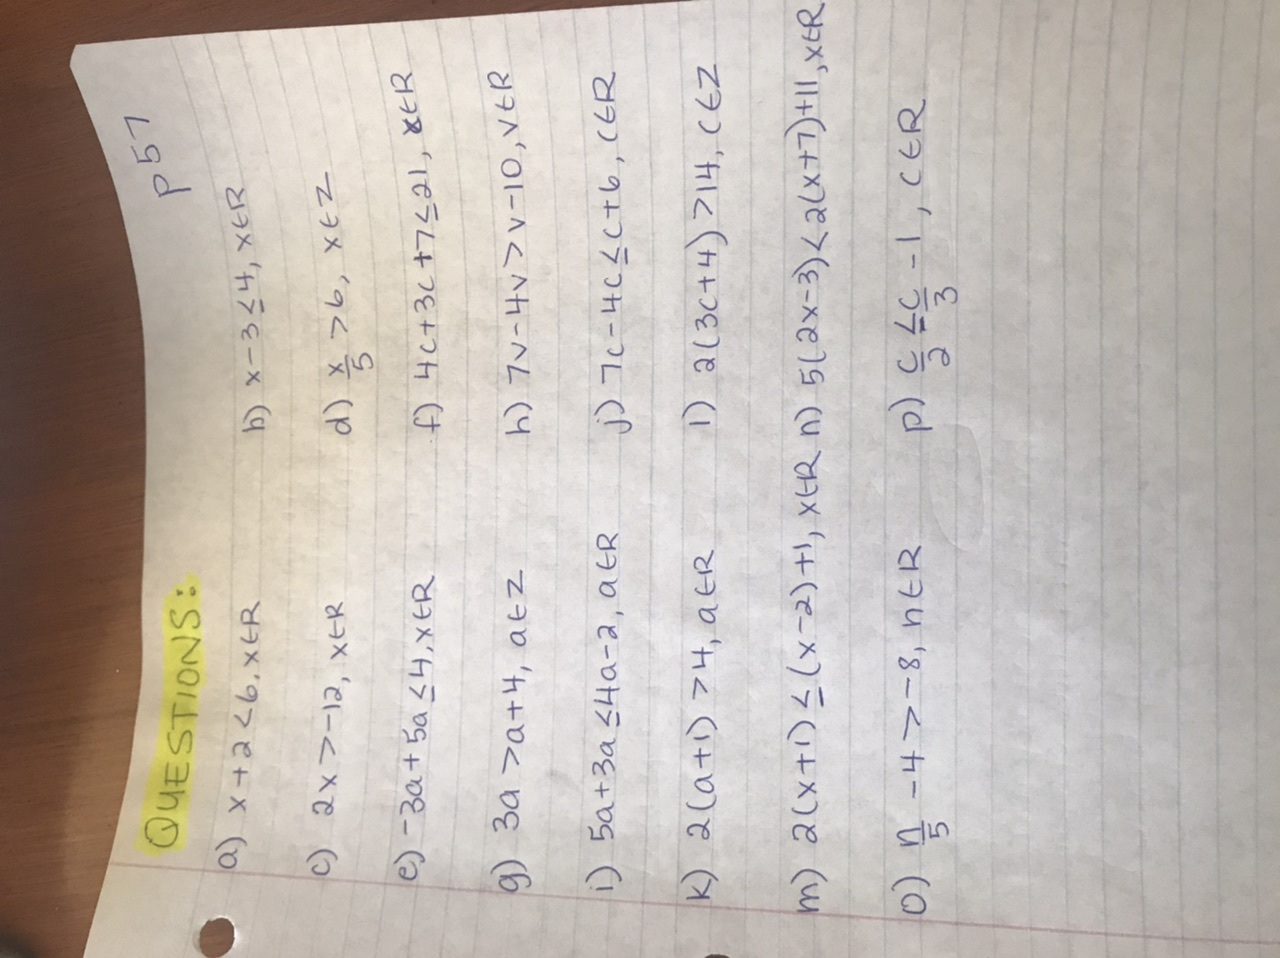 p57
QUESTIONS:
a) x+2<6, x∈R b) x-3≤4, x∈R
c) 2x>-12, x∈R d) x/5 >6, x∈Z
e) -3a+5a≤4, x∈R f) 4c+3c+7≤21, x∈R
g) 3a>a+4, a∈Z h) 7v-4v>v-10, v∈R
i) 5a+3a≤4a-2, a∈R j) 7c-4c≤c+6, c∈R
k) 2(a+1)>4, a∈R l) 2(3c+4)>14, c∈Z
m) 2(x+1)≤(x-2)+1, x∈R n) 5(2x-3)<2(x+7)+11, x∈R
o) n/5 -4>-8, n∈R p) c/2 ≤ c/3 -1, c∈R